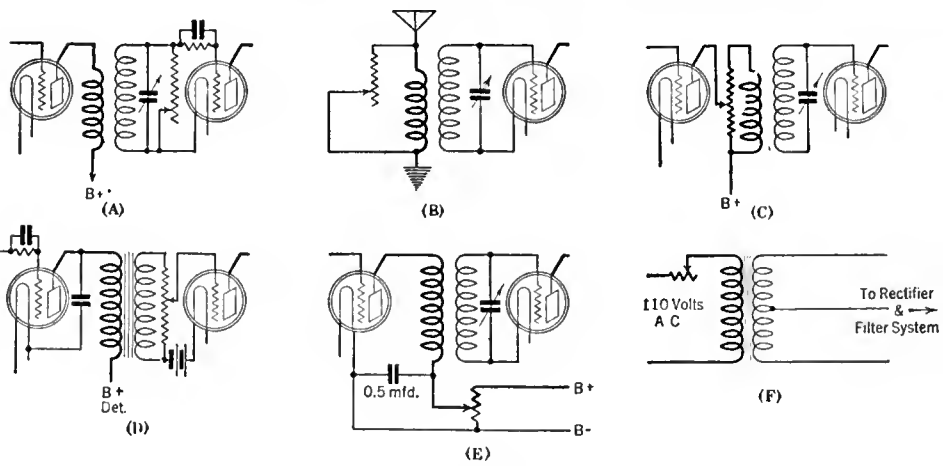 B+
(A)
(B)
B+
(C)
B+
Det.
(D)
0.5 mfd.
B+
B-
(E)
110 Volts
A C
To Rectifier
&
Filter System
(F)